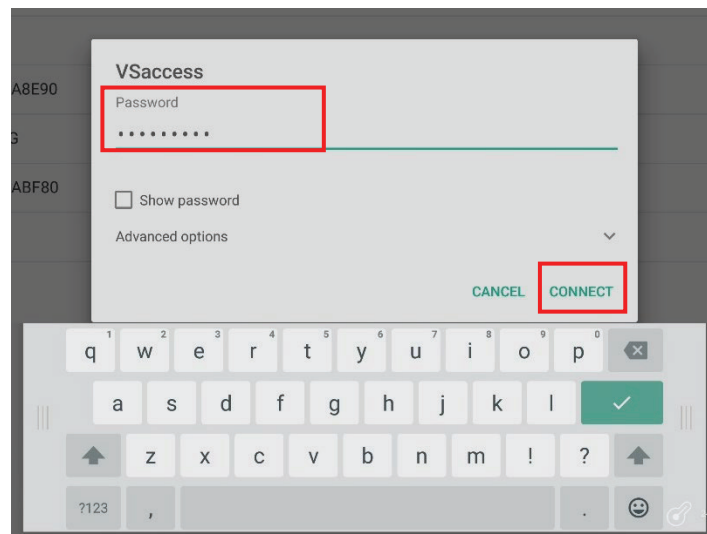 VSaccess
A8E90
Password
G
•••••••••
ABF80
Show password
Advanced options
CANCEL CONNECT
q 1 w 2 e 3 r 4 t 5 y 6 u 7 i 8 o 9 p 0
a s d f g h j k l
z x c v b n m ! ?
?123 , .